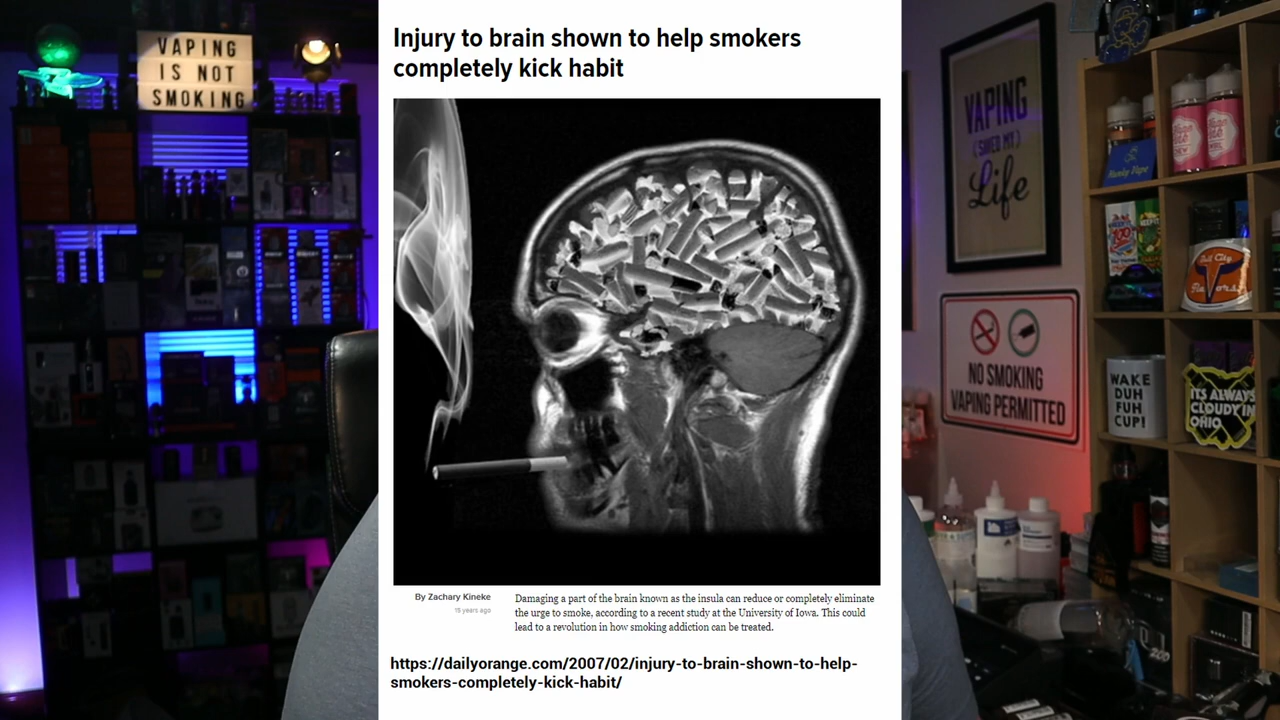 VAPING
IS NOT
SMOKING
Injury to brain shown to help smokers
completely kick habit
By Zachary Kineke
15 years ago
Damaging a part of the brain known as the insula can reduce or completely eliminate
the urge to smoke, according to a recent study at the University of Iowa. This could
lead to a revolution in how smoking addiction can be treated.
https://dailyorange.com/2007/02/injury-to-brain-shown-to-help-
smokers-completely-kick-habit/
VAPING
(SAVED MY)
Life
NO SMOKING
VAPING PERMITTED
WAKE
DUH
FUH
CUP!
ITS ALWAYS
CLOUDY IN
OHIO